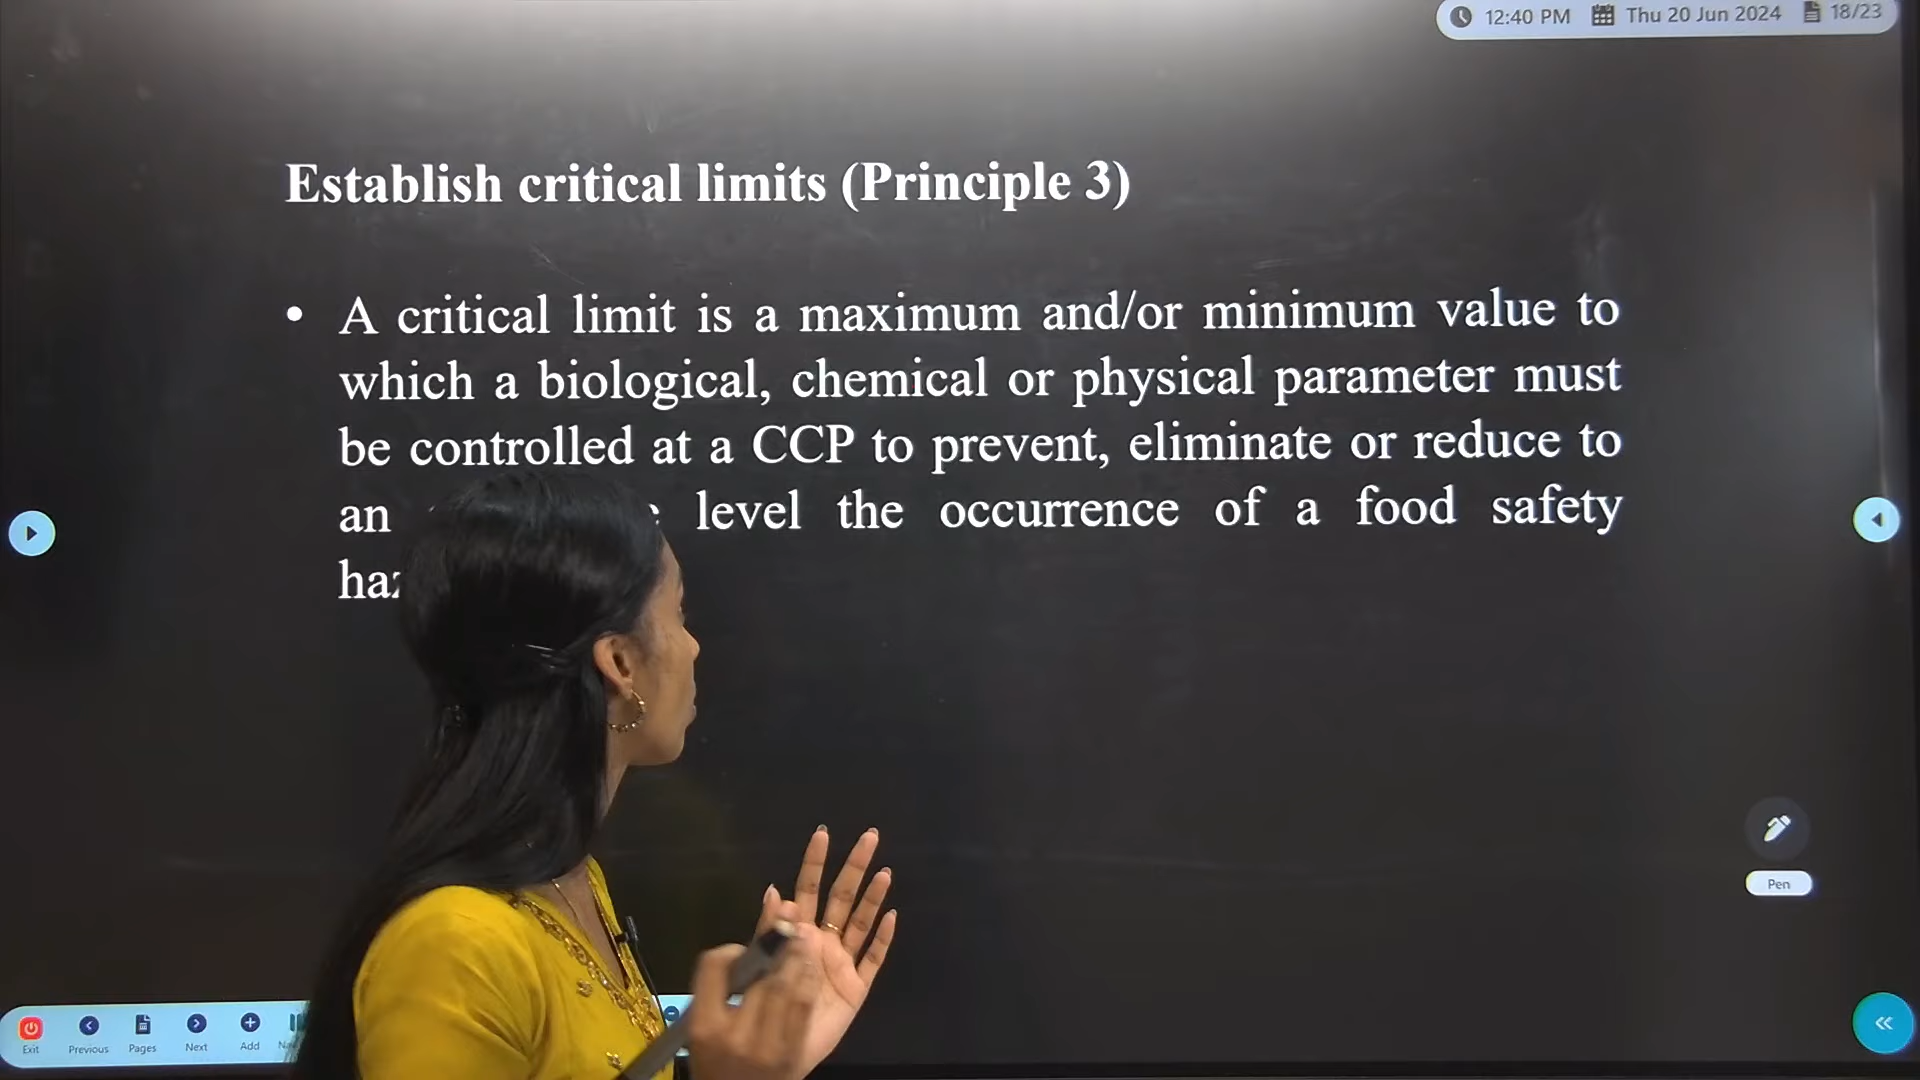 12:40 PM Thu 20 Jun 2024 18/23
Establish critical limits (Principle 3)
• A critical limit is a maximum and/or minimum value to
which a biological, chemical or physical parameter must
be controlled at a CCP to prevent, eliminate or reduce to
an level the occurrence of a food safety
Pen
Exit Previous Pages Next Add